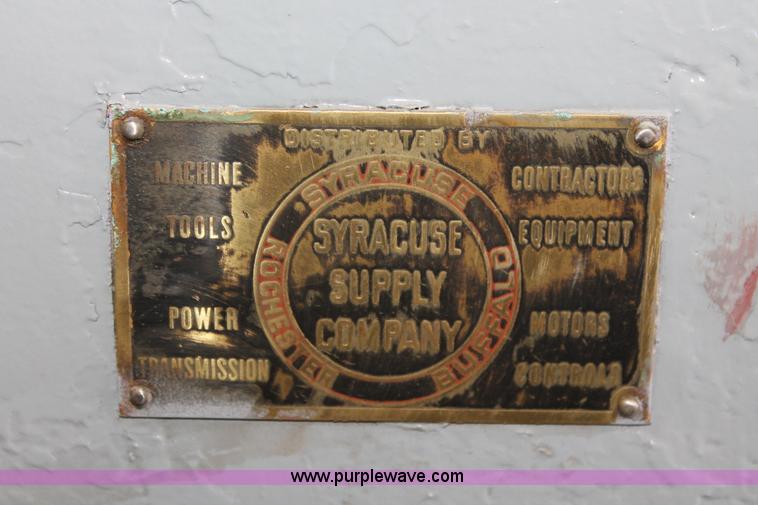 DISTRIBUTED BY
MACHINE
TOOLS
POWER
TRANSMISSION
SYRACUSE
ROCHESTER
BUFFALO
SYRACUSE
SUPPLY
COMPANY
CONTRACTORS
EQUIPMENT
MOTORS
CONTROLS
www.purplewave.com